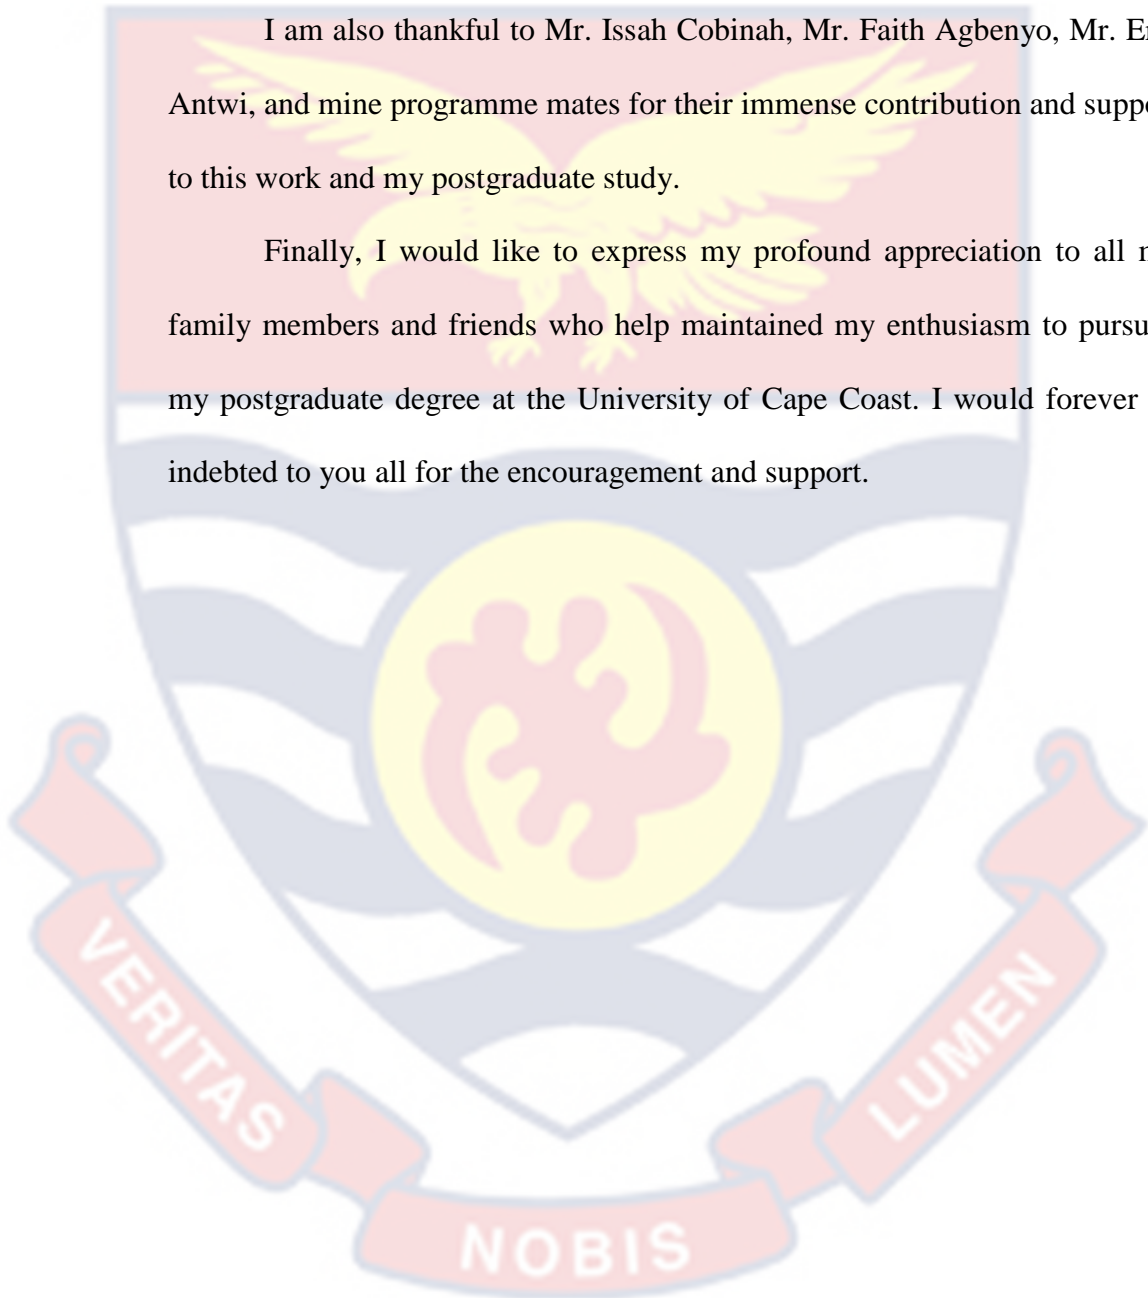 I am also thankful to Mr. Issah Cobinah, Mr. Faith Agbenyo, Mr.
Antwi, and mine programme mates for their immense contribution and
to this work and my postgraduate study.
Finally, I would like to express my profound appreciation to all
family members and friends who help maintained my enthusiasm to
my postgraduate degree at the University of Cape Coast. I would forever
indebted to you all for the encouragement and support.
VERITAS
NOBIS
LUMEN